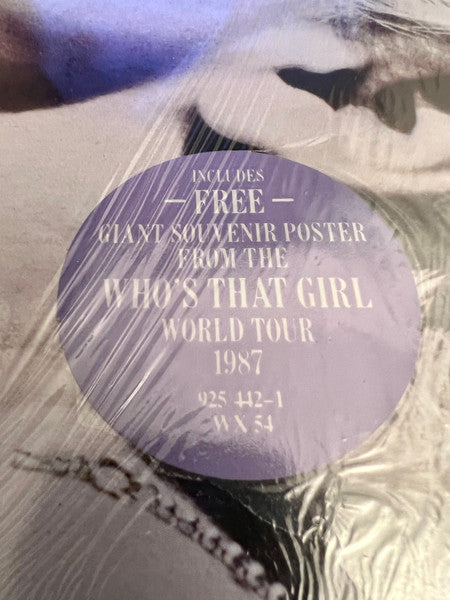 INCLUDES
– FREE –
GIANT SOUVENIR POSTER
FROM THE
WHO'S THAT GIRL
WORLD TOUR
1987
925 442-1
WX 54